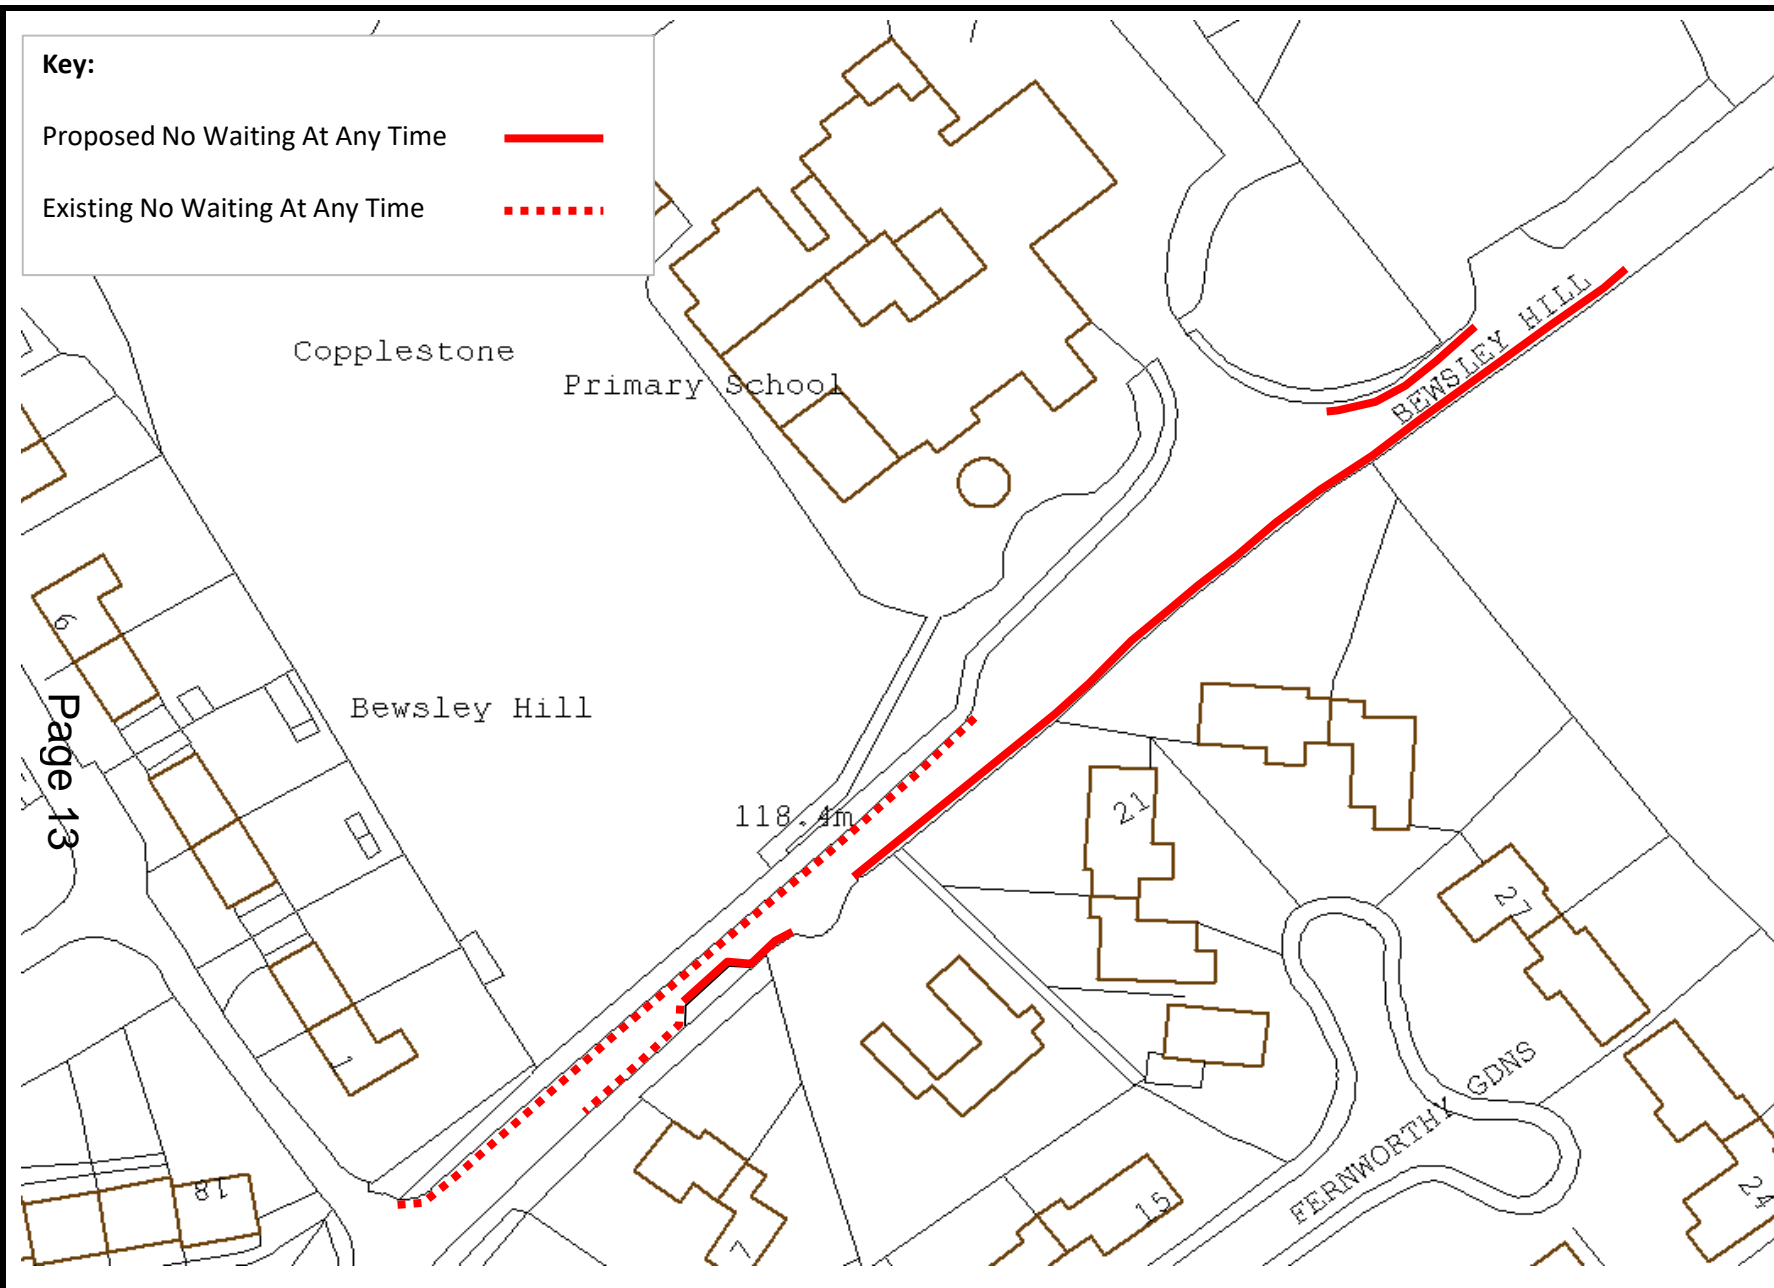 Key:
Proposed No Waiting At Any Time
Existing No Waiting At Any Time
Copplestone
Primary School
BEWSLEY HILL
6
Bewsley Hill
Page 13
118.4m
21
27
1
FERNWORTHY GDNS
18
7
15
24